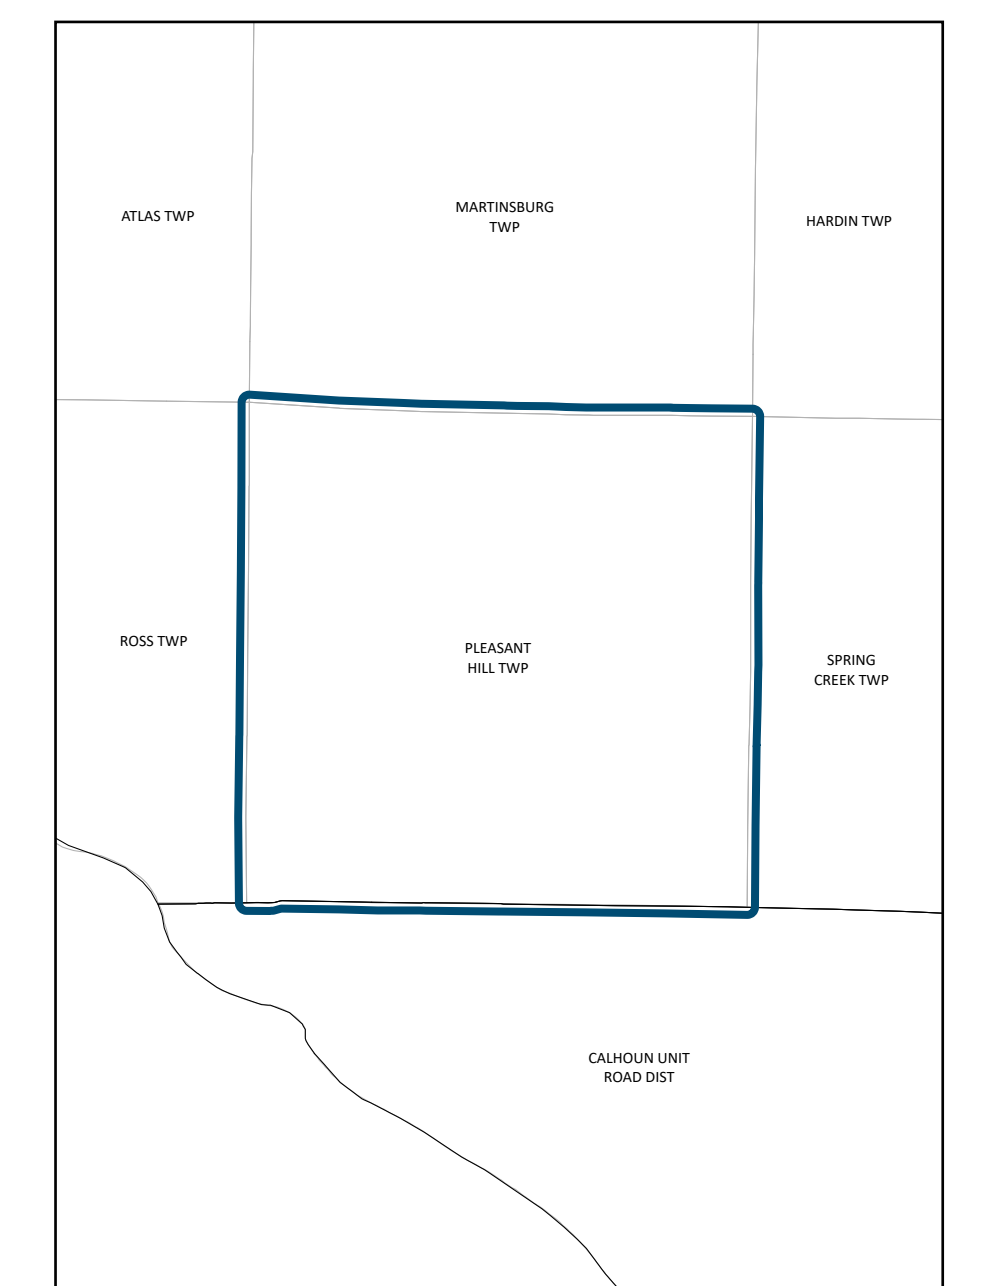 ATLAS TWP
MARTINSBURG
TWP
HARDIN TWP
ROSS TWP
PLEASANT
HILL TWP
SPRING
CREEK TWP
CALHOUN UNIT
ROAD DIST